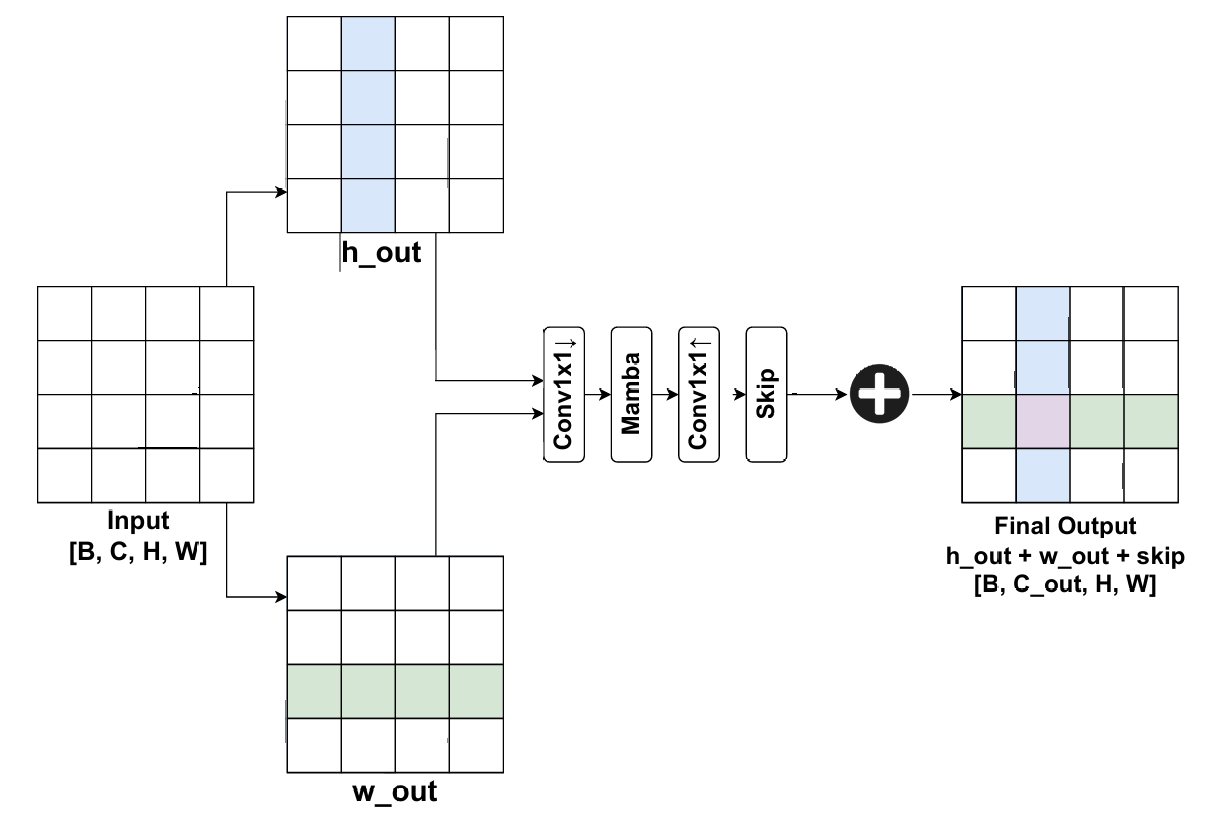 h_out
Input
[B, C, H, W]
Conv1x1↓
Mamba
Conv1x1↑
Skip
Final Output
h_out + w_out + skip
[B, C_out, H, W]
w_out